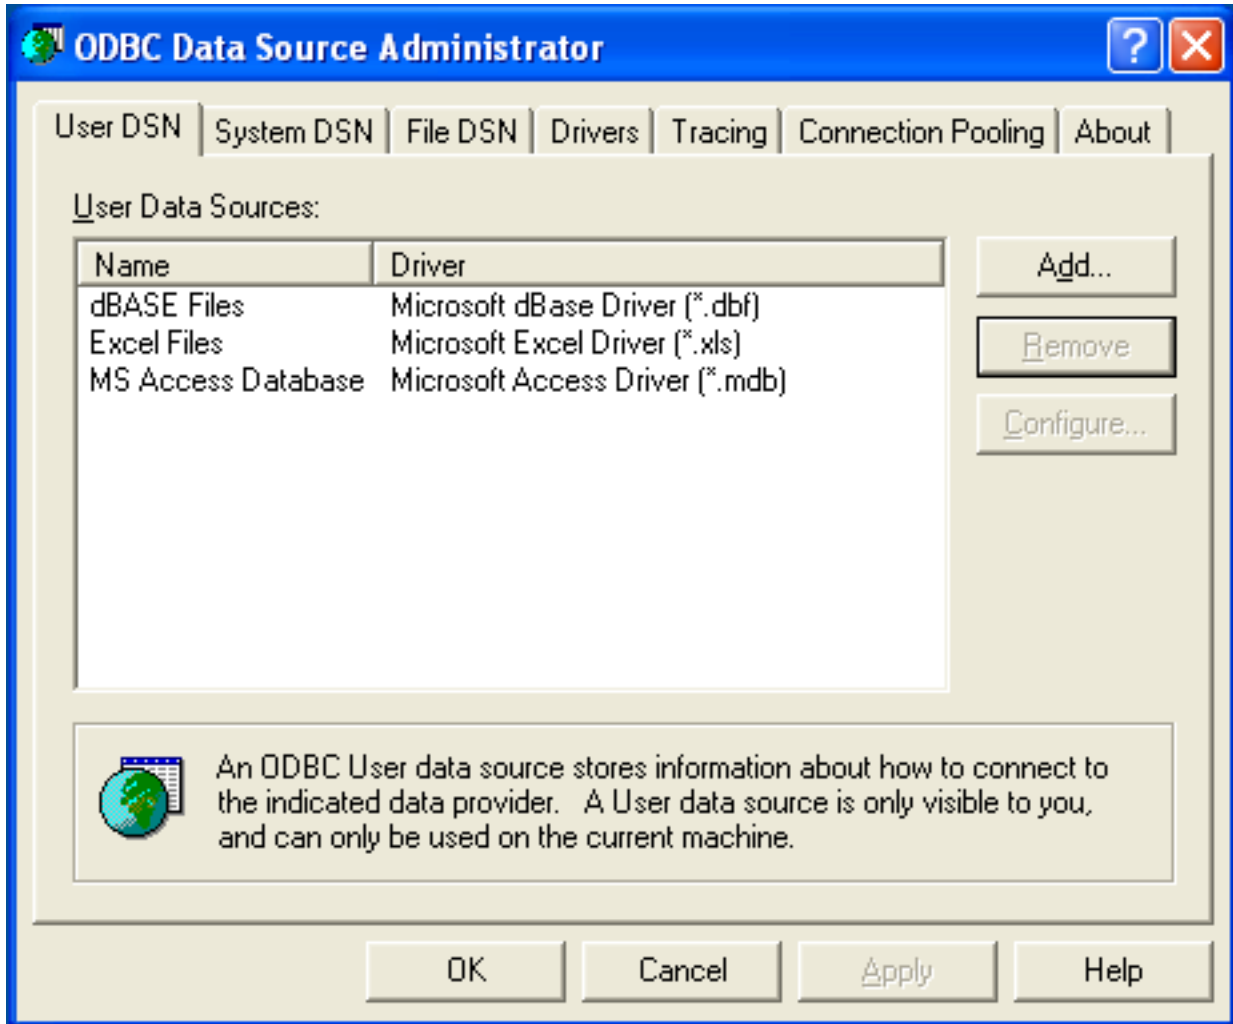 ODBC Data Source Administrator
?
User DSN System DSN File DSN Drivers Tracing Connection Pooling About
User Data Sources:
Name Driver
dBASE Files Microsoft dBase Driver (*.dbf)
Excel Files Microsoft Excel Driver (*.xls)
MS Access Database Microsoft Access Driver (*.mdb)
Add...
Remove
Configure...
An ODBC User data source stores information about how to connect to
the indicated data provider. A User data source is only visible to you,
and can only be used on the current machine.
OK Cancel Apply Help